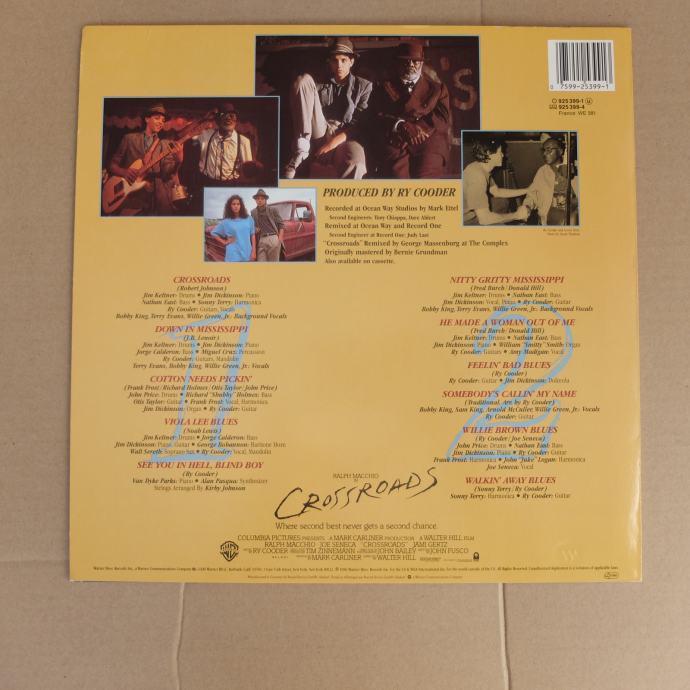 0 7599-25399-1
925 399-1
925 399-4
France: WE 381
PRODUCED BY RY COODER
Recorded at Ocean Way Studios by Mark Ettel
Second Engineers: Tony Chiappa, Dave Ahlert
Remixed at Ocean Way and Record One
Second Engineer at Record One: Judy Last
"Crossroads" Remixed by George Massenburg at The Complex
Originally mastered by Bernie Grundman
Also available on cassette.
CROSSROADS
(Robert Johnson)
Jim Keltner: Drums • Jim Dickinson: Piano
Nathan East: Bass • Sonny Terry: Harmonica
Ry Cooder: Guitars, Vocal
Bobby King, Terry Evans, Willie Green, Jr.: Background Vocals
DOWN IN MISSISSIPPI
(J.B. Lenoir)
Jim Keltner: Drums • Jim Dickinson: Piano
Jorge Calderon: Bass • Miguel Cruz: Percussion
Ry Cooder: Guitars, Mandolin
Terry Evans, Bobby King, Willie Green, Jr.: Vocals
COTTON NEEDS PICKIN'
(Frank Frost/Richard Holmes/Otis Taylor/John Price)
John Price: Drums • Richard "Shubby" Holmes: Bass
Otis Taylor: Guitar • Frank Frost: Vocal, Harmonica
Jim Dickinson: Organ • Ry Cooder: Guitar
VIOLA LEE BLUES
(Noah Lewis)
Jim Keltner: Drums • Jorge Calderon: Bass
Jim Dickinson: Piano, Guitar • George Bohannon: Baritone Horn
Walt Sereth: Soprano Sax • Ry Cooder: Vocal, Mandolin
SEE YOU IN HELL, BLIND BOY
(Ry Cooder)
Van Dyke Parks: Piano • Alan Pasqua: Synthesizer
Strings Arranged By Kirby Johnson
1
NITTY GRITTY MISSISSIPPI
(Fred Burch/Donald Hill)
Jim Keltner: Drums • Nathan East: Bass
Jim Dickinson: Vocal, Piano • Ry Cooder: Guitar
Bobby King, Terry Evans, Willie Green, Jr.: Background Vocals
HE MADE A WOMAN OUT OF ME
(Fred Burch/Donald Hill)
Jim Keltner: Drums • Nathan East: Bass
Jim Dickinson: Piano • William "Smitty" Smith: Organ
Ry Cooder: Guitars • Amy Madigan: Vocal
FEELIN' BAD BLUES
(Ry Cooder)
Ry Cooder: Guitar • Jim Dickinson: Dolceola
SOMEBODY'S CALLIN' MY NAME
(Traditional. Arr. by Ry Cooder)
Bobby King, Sam King, Arnold McCuller, Willie Green, Jr.: Vocals
WILLIE BROWN BLUES
(Ry Cooder/Joe Seneca)
John Price: Drums • Nathan East: Bass
Jim Dickinson: Piano • Ry Cooder: Guitar
Frank Frost: Harmonica • John "Juke" Logan: Harmonica
Joe Seneca: Vocal
WALKIN' AWAY BLUES
(Sonny Terry/Ry Cooder)
Sonny Terry: Harmonica • Ry Cooder: Guitar
2
RALPH MACCHIO
IN
CROSSROADS
Where second best never gets a second chance.
COLUMBIA PICTURES PRESENTS A MARK CARLINER PRODUCTION A WALTER HILL FILM
RALPH MACCHIO JOE SENECA "CROSSROADS" JAMI GERTZ
RY COODER TIM ZINNEMANN JOHN BAILEY JOHN FUSCO
MARK CARLINER WALTER HILL